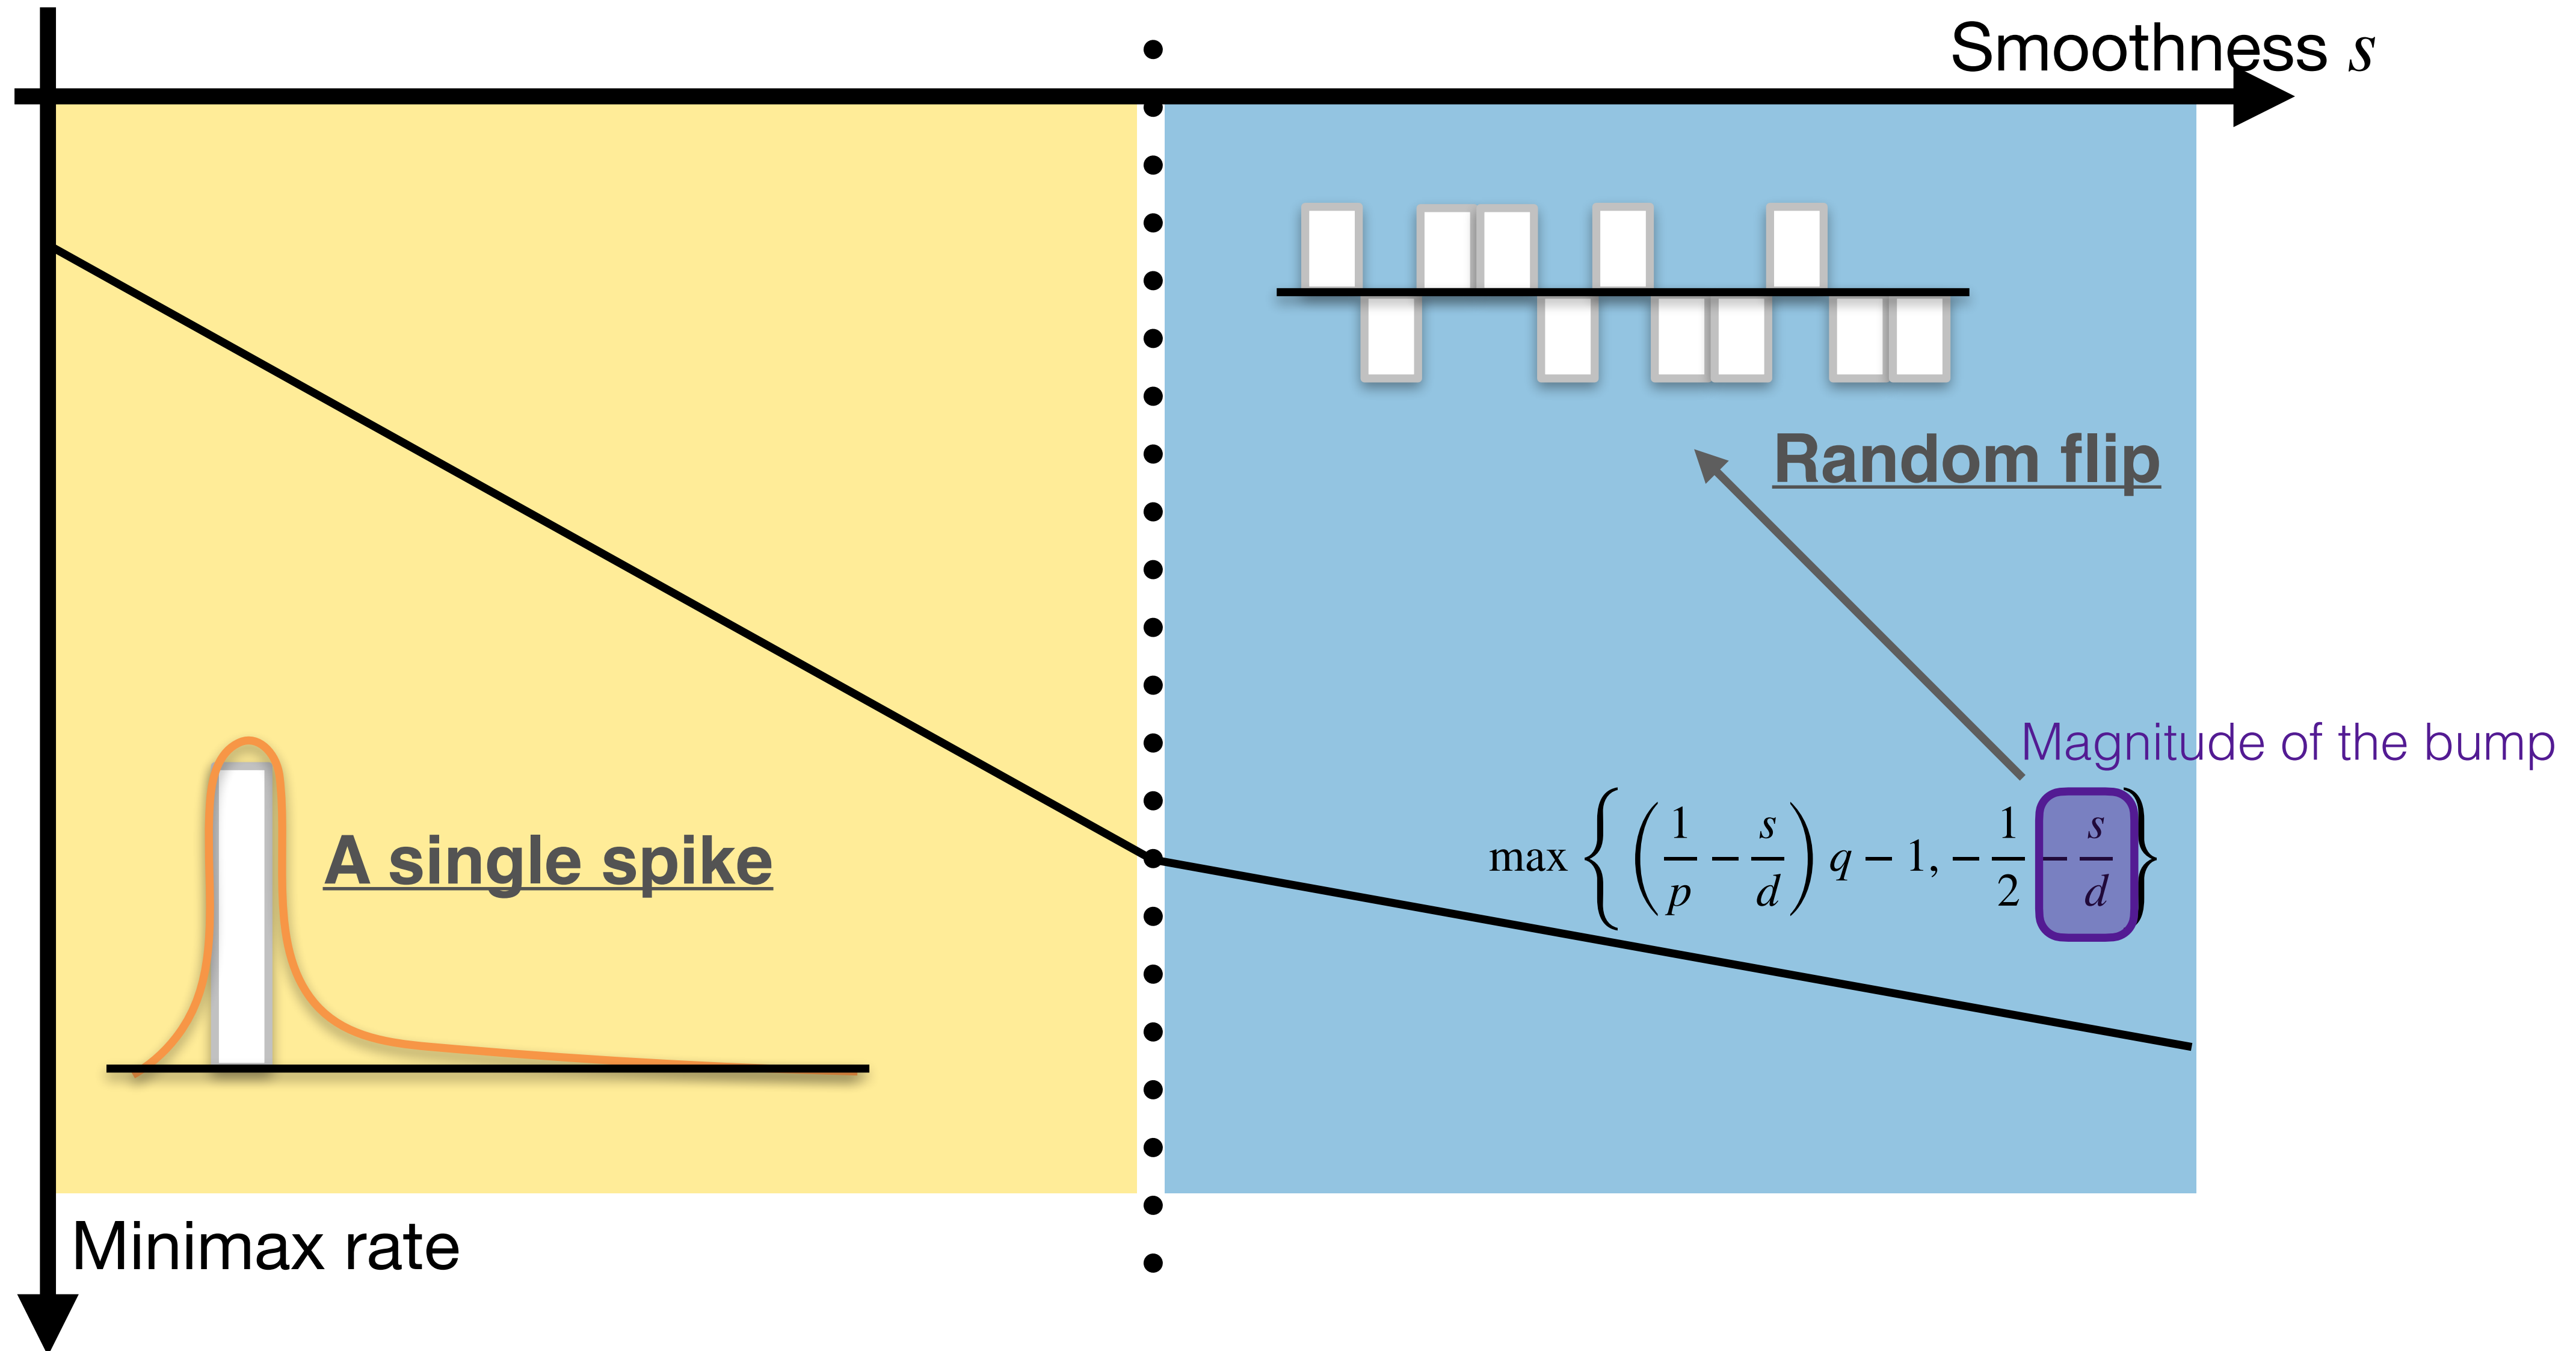 Smoothness s
Random flip
Magnitude of the bump
max { ( 1/p − s/d ) q − 1, − 1/2 − s/d }
A single spike
Minimax rate